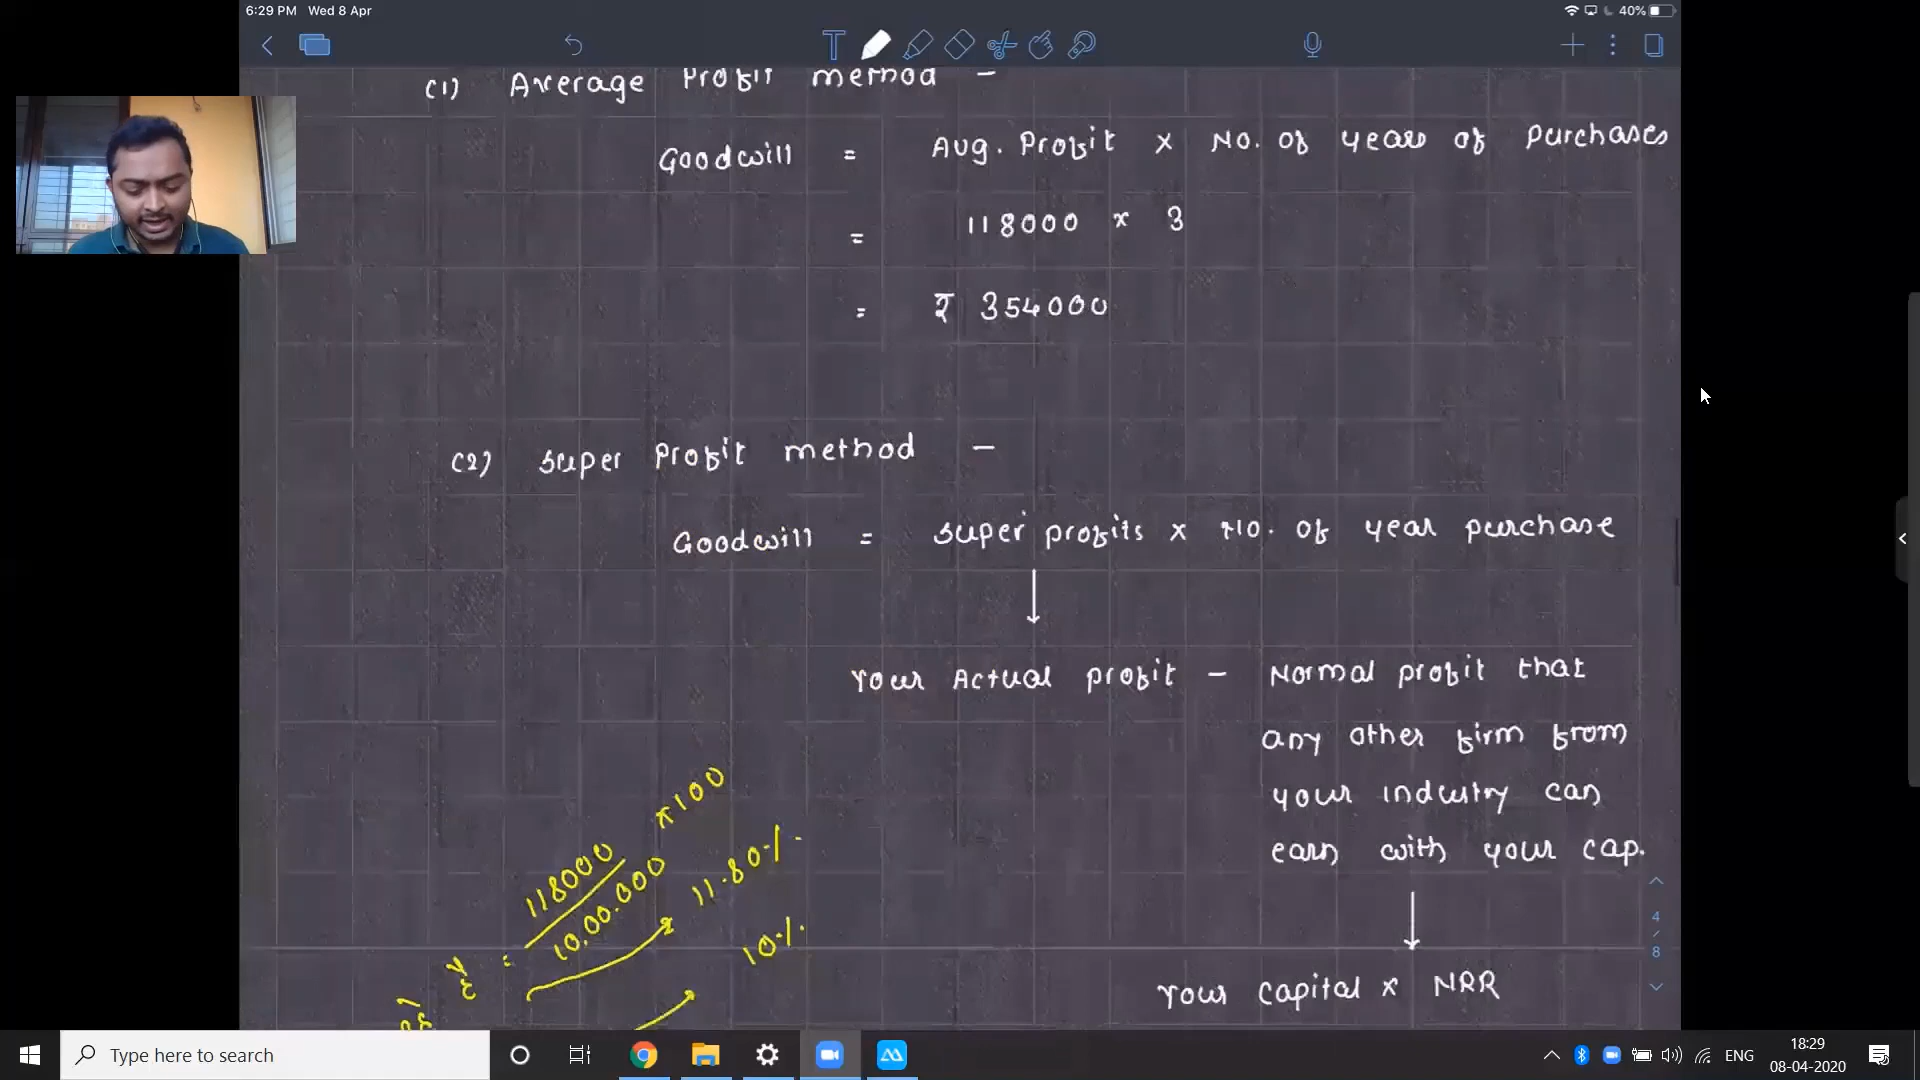 6:29 PM Wed 8 Apr
40%
(1) Average Profit method -
Goodwill = Avg. Profit x No. of years of purchases
= 118000 x 3
= ₹ 354000
(2) super Profit method -
Goodwill = super profits x No. of year purchase
Your Actual profit - Normal profit that
any other firm from
your industry can
earn with your cap.
Your capital x NRR
118000
10,00,000
x100
=
11.80%
10%
4
8
Type here to search
ENG
18:29
08-04-2020